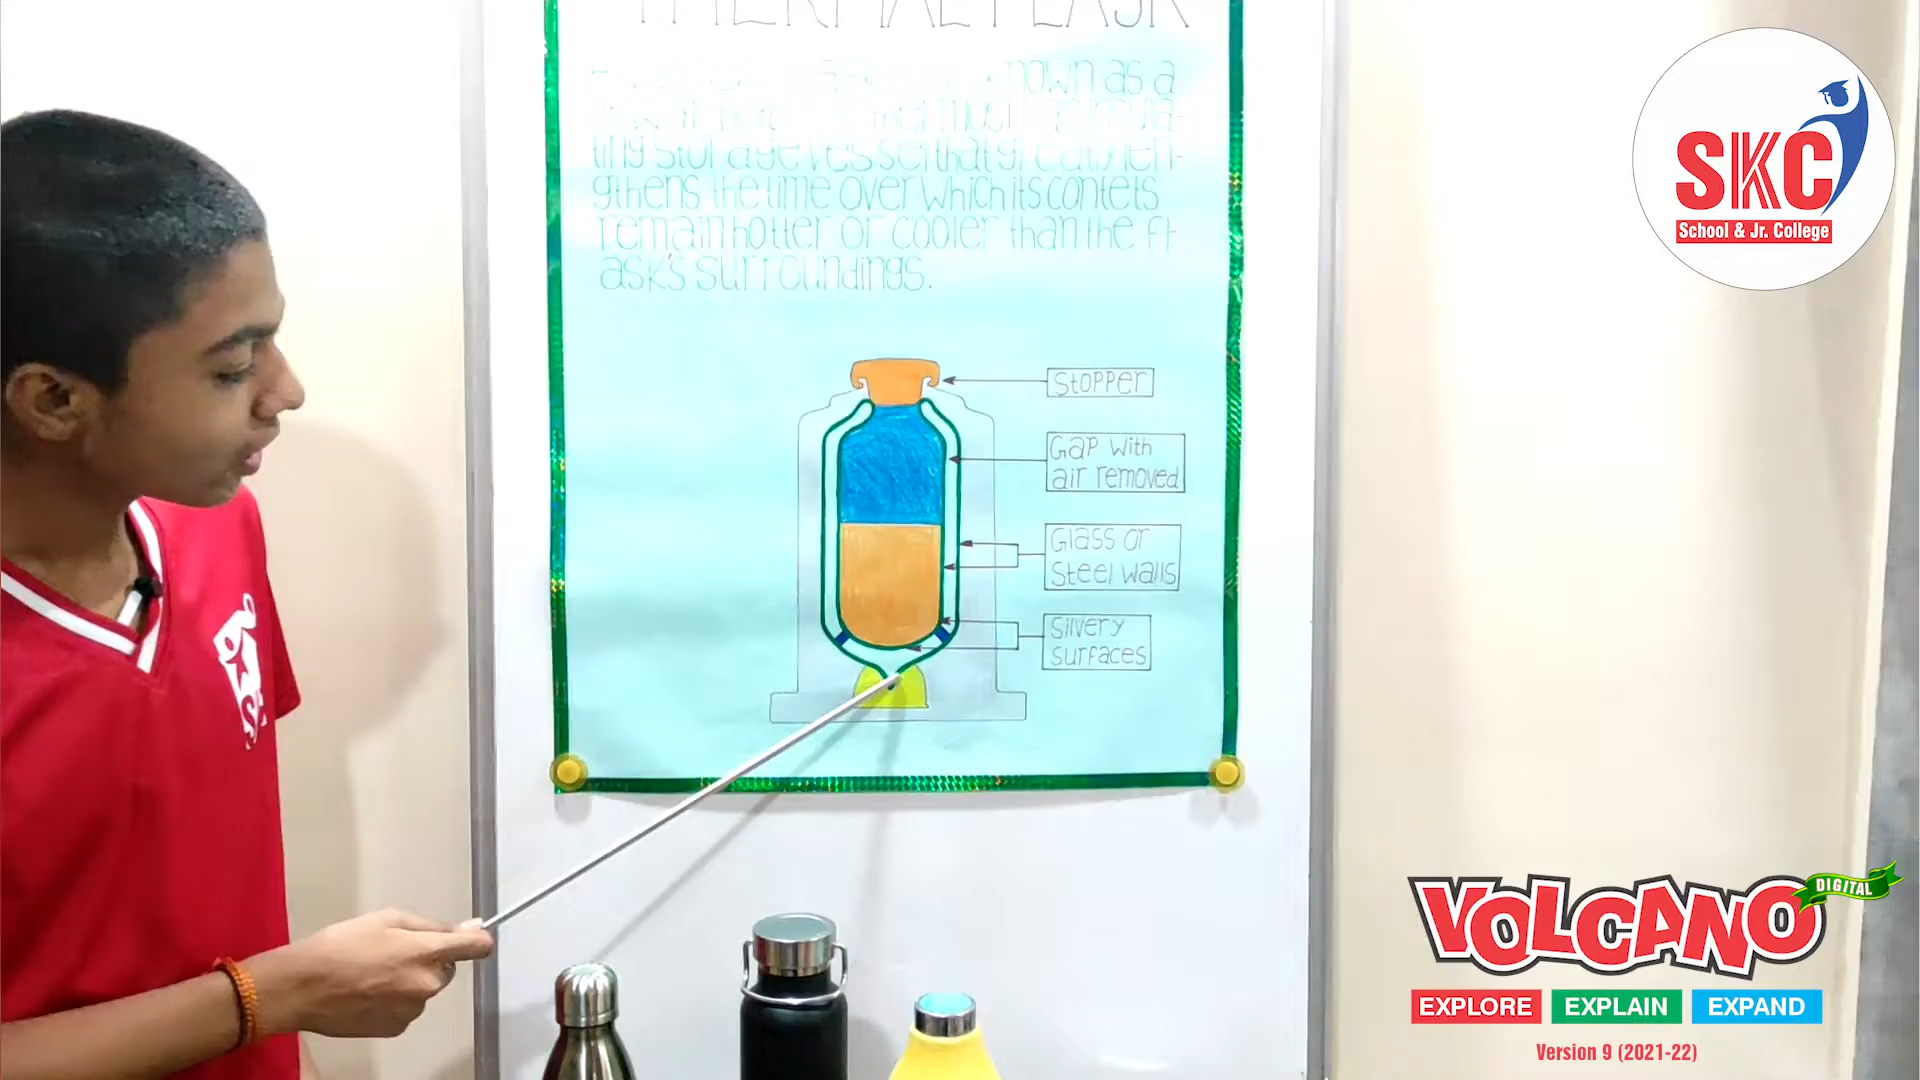 THERMAL FLASK
nown as a
ting storage vessel that greatly len-
gthens the time over which its contets
remain hotter or cooler than the fl
ask's surroundings.
Stopper
Gap with
air removed
Glass or
Steel walls
Silvery
surfaces
SKC
School & Jr. College
VOLCANO
DIGITAL
EXPLORE EXPLAIN EXPAND
Version 9 (2021-22)